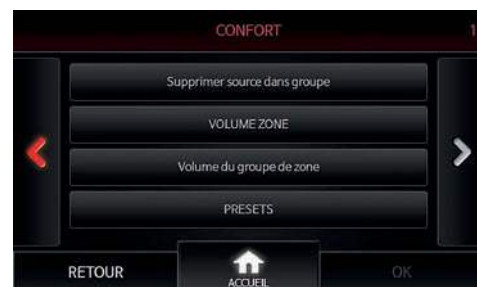 CONFORT 1
Supprimer source dans groupe
VOLUME ZONE
Volume du groupe de zone
PRESETS
RETOUR ACCUEIL OK